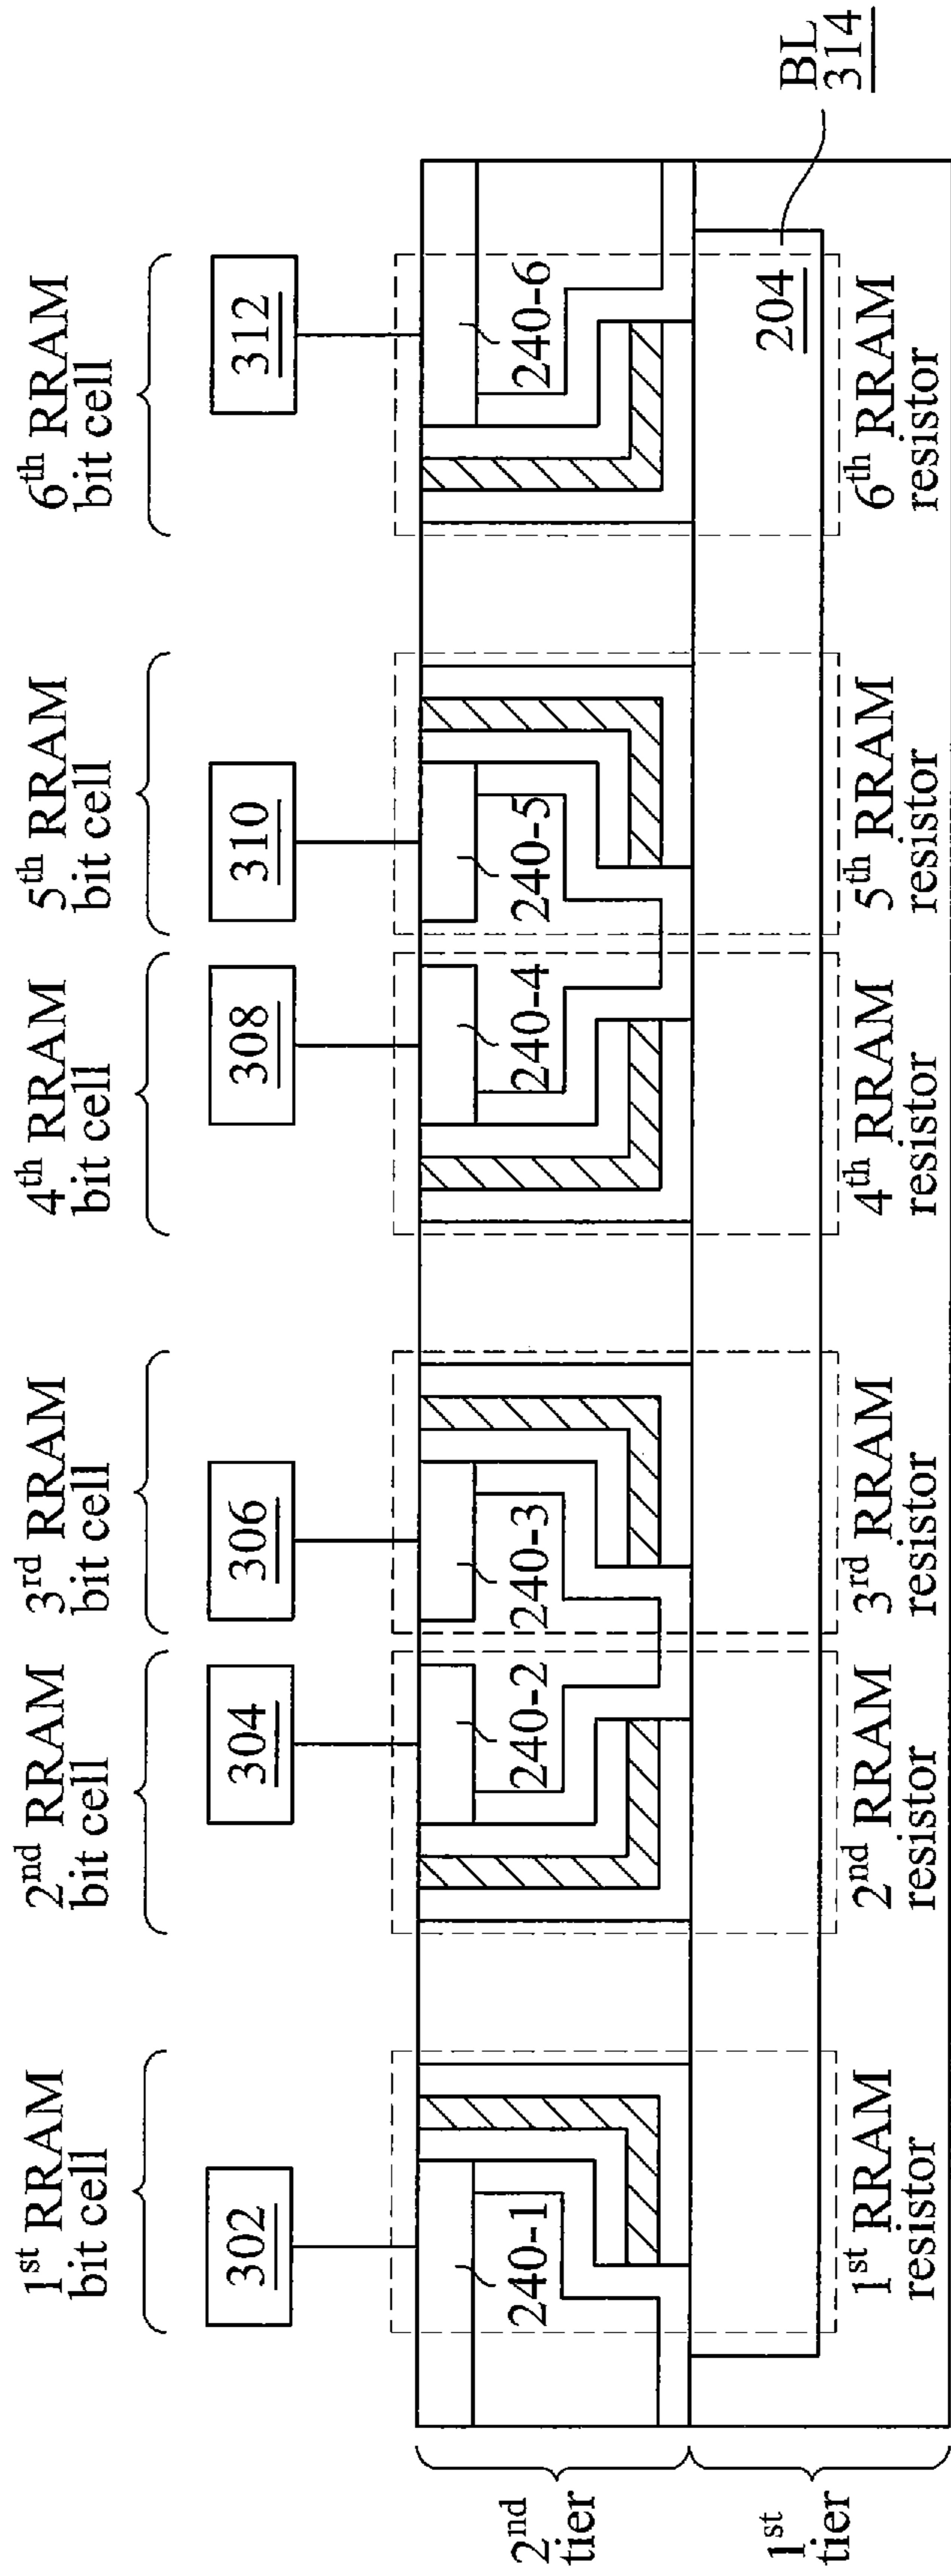 1st RRAM
bit cell
2nd RRAM
bit cell
3rd RRAM
bit cell
4th RRAM
bit cell
5th RRAM
bit cell
6th RRAM
bit cell
302
304
306
308
310
312
2nd
tier
240-1
240-2
240-3
240-4
240-5
240-6
1st
tier
204
BL
314
1st RRAM
resistor
2nd RRAM
resistor
3rd RRAM
resistor
4th RRAM
resistor
5th RRAM
resistor
6th RRAM
resistor